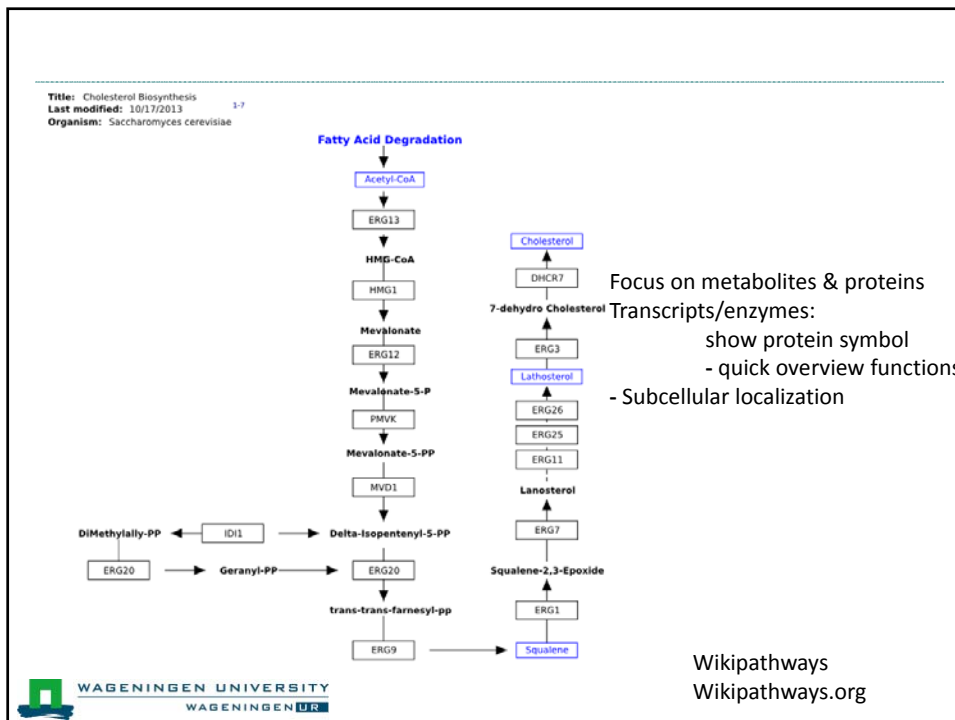 Title: Cholesterol Biosynthesis
Last modified: 10/17/2013 1-7
Organism: Saccharomyces cerevisiae
Fatty Acid Degradation
Acetyl-CoA
ERG13
HMG-CoA
HMG1
Mevalonate
ERG12
Mevalonate-5-P
PMVK
Mevalonate-5-PP
MVD1
DiMethylally-PP
IDI1
Delta-Isopentenyl-5-PP
ERG20
Geranyl-PP
ERG20
trans-trans-farnesyl-pp
ERG9
Squalene
ERG1
Squalene-2,3-Epoxide
ERG7
Lanosterol
ERG11
ERG25
ERG26
Lathosterol
ERG3
7-dehydro Cholesterol
DHCR7
Cholesterol
Focus on metabolites & proteins
Transcripts/enzymes:
show protein symbol
- quick overview functions
- Subcellular localization
Wikipathways
Wikipathways.org
WAGENINGEN UNIVERSITY
WAGENINGEN UR